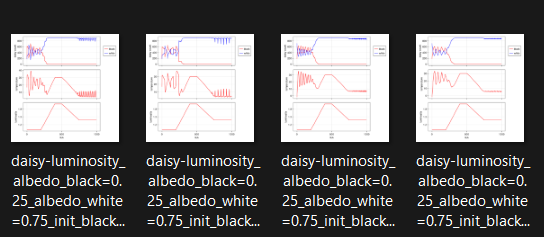 daisy-luminosity_
albedo_black=0.
25_albedo_white
=0.75_init_black...
daisy-luminosity_
albedo_black=0.
25_albedo_white
=0.75_init_black...
daisy-luminosity_
albedo_black=0.
25_albedo_white
=0.75_init_black...
daisy-luminosity_
albedo_black=0.
25_albedo_white
=0.75_init_black...